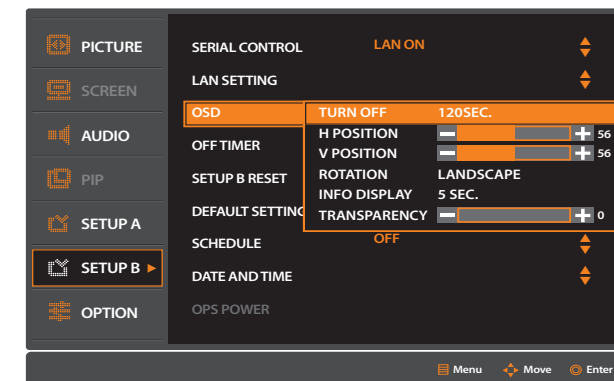 PICTURE
SCREEN
AUDIO
PIP
SETUP A
SETUP B
OPTION
SERIAL CONTROL LAN ON
LAN SETTING
OSD
OFF TIMER
SETUP B RESET
DEFAULT SETTING
SCHEDULE OFF
DATE AND TIME
OPS POWER
TURN OFF 120SEC.
H POSITION 56
V POSITION 56
ROTATION LANDSCAPE
INFO DISPLAY 5 SEC.
TRANSPARENCY 0
Menu Move Enter